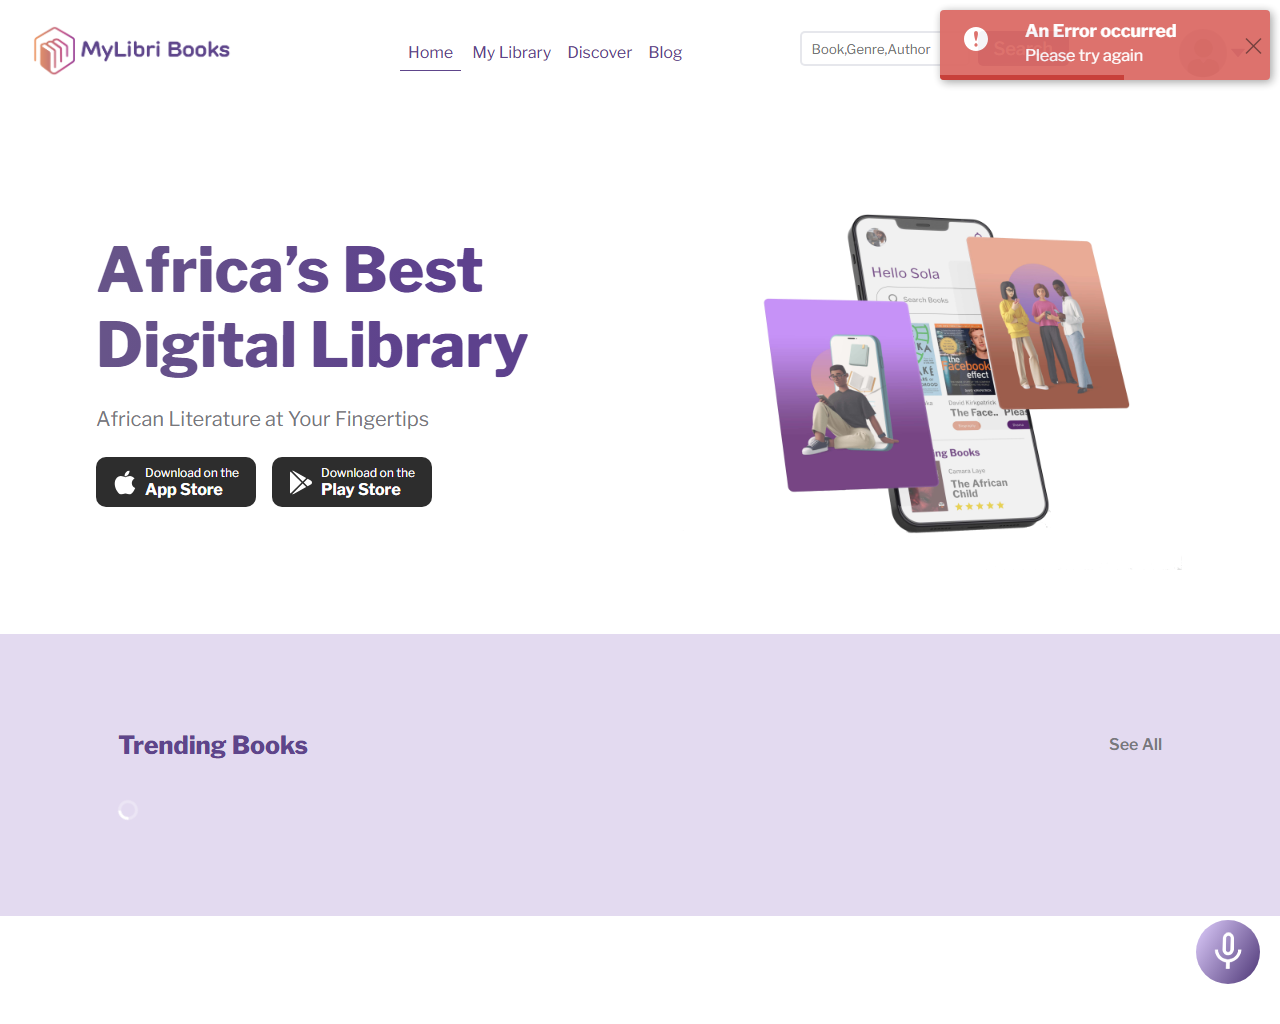 MyLibri Books
Home
My Library
Discover
Blog
Book,Genre,Author
Search
An Error occurred
Please try again
Africa’s Best
Digital Library
African Literature at Your Fingertips
Download on the
App Store
Download on the
Play Store
Hello Sola
Search Books
the
facebook
effect
David Kirkpatrick
The Face..
Pleas
ng Books
Camara Laye
The African
Child
Trending Books
See All